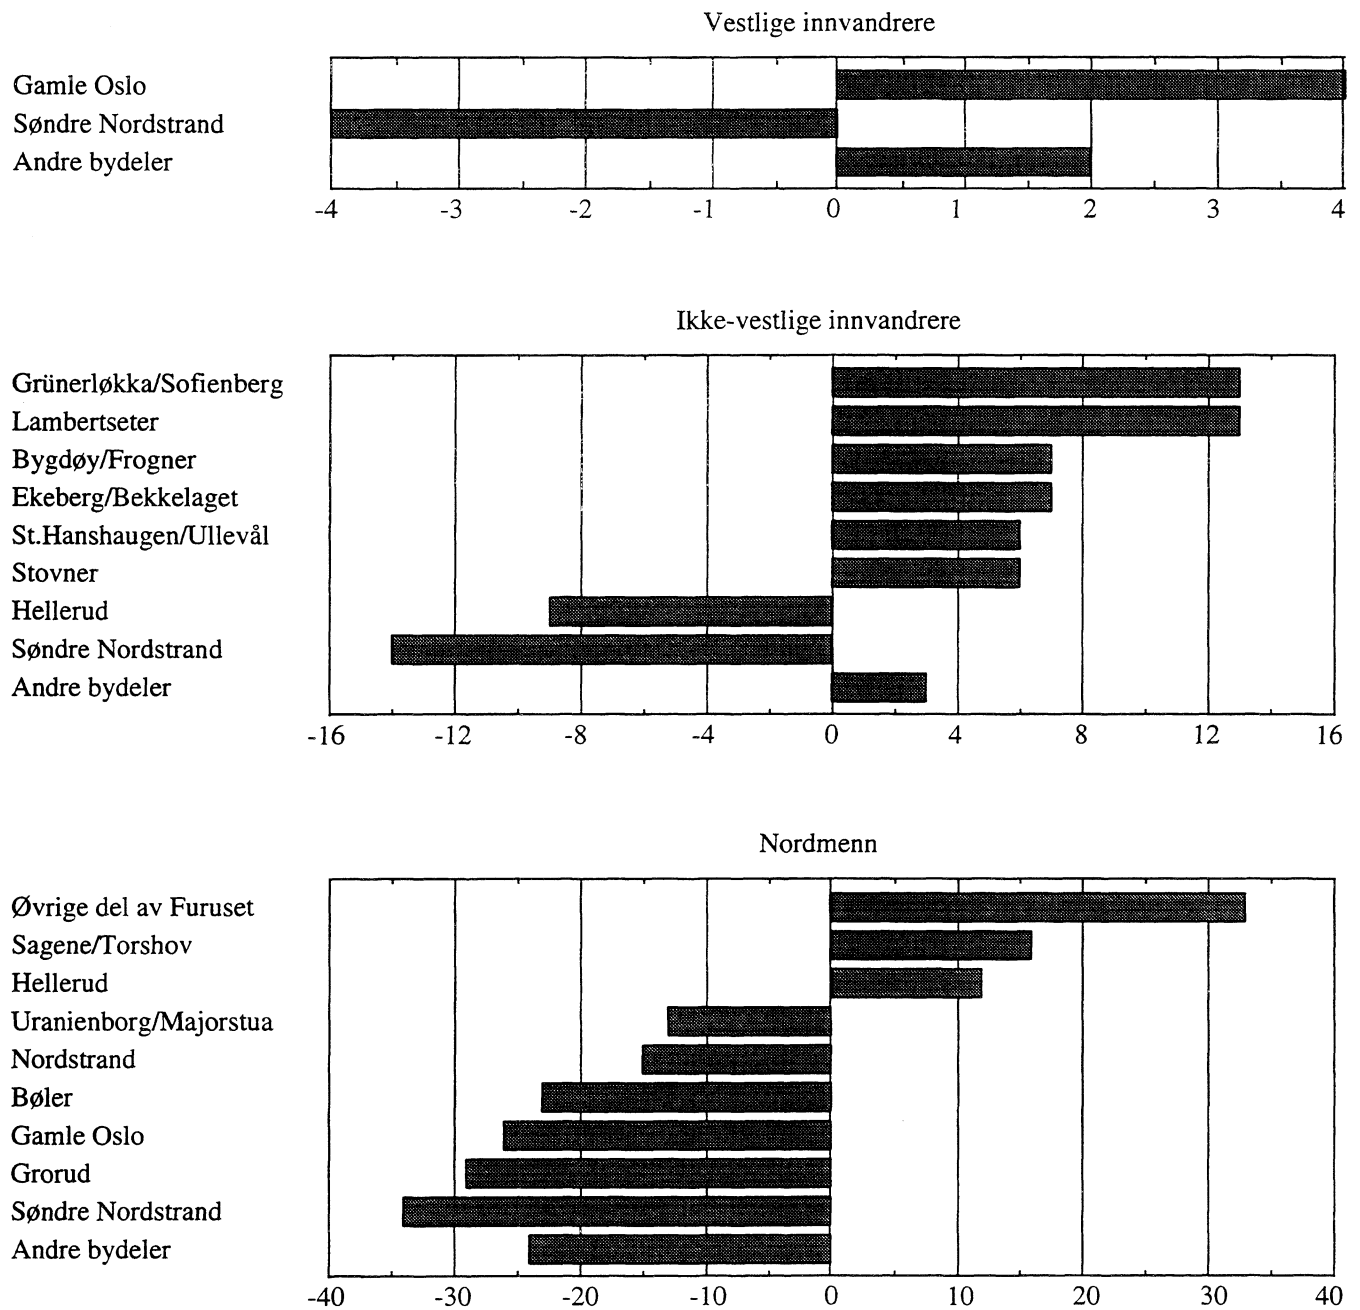 Vestlige innvandrere
Gamle Oslo
Søndre Nordstrand
Andre bydeler
-4 -3 -2 -1 0 1 2 3 4
Ikke-vestlige innvandrere
Grünerløkka/Sofienberg
Lambertseter
Bygdøy/Frogner
Ekeberg/Bekkelaget
St.Hanshaugen/Ullevål
Stovner
Hellerud
Søndre Nordstrand
Andre bydeler
-16 -12 -8 -4 0 4 8 12 16
Nordmenn
Øvrige del av Furuset
Sagene/Torshov
Hellerud
Uranienborg/Majorstua
Nordstrand
Bøler
Gamle Oslo
Grorud
Søndre Nordstrand
Andre bydeler
-40 -30 -20 -10 0 10 20 30 40